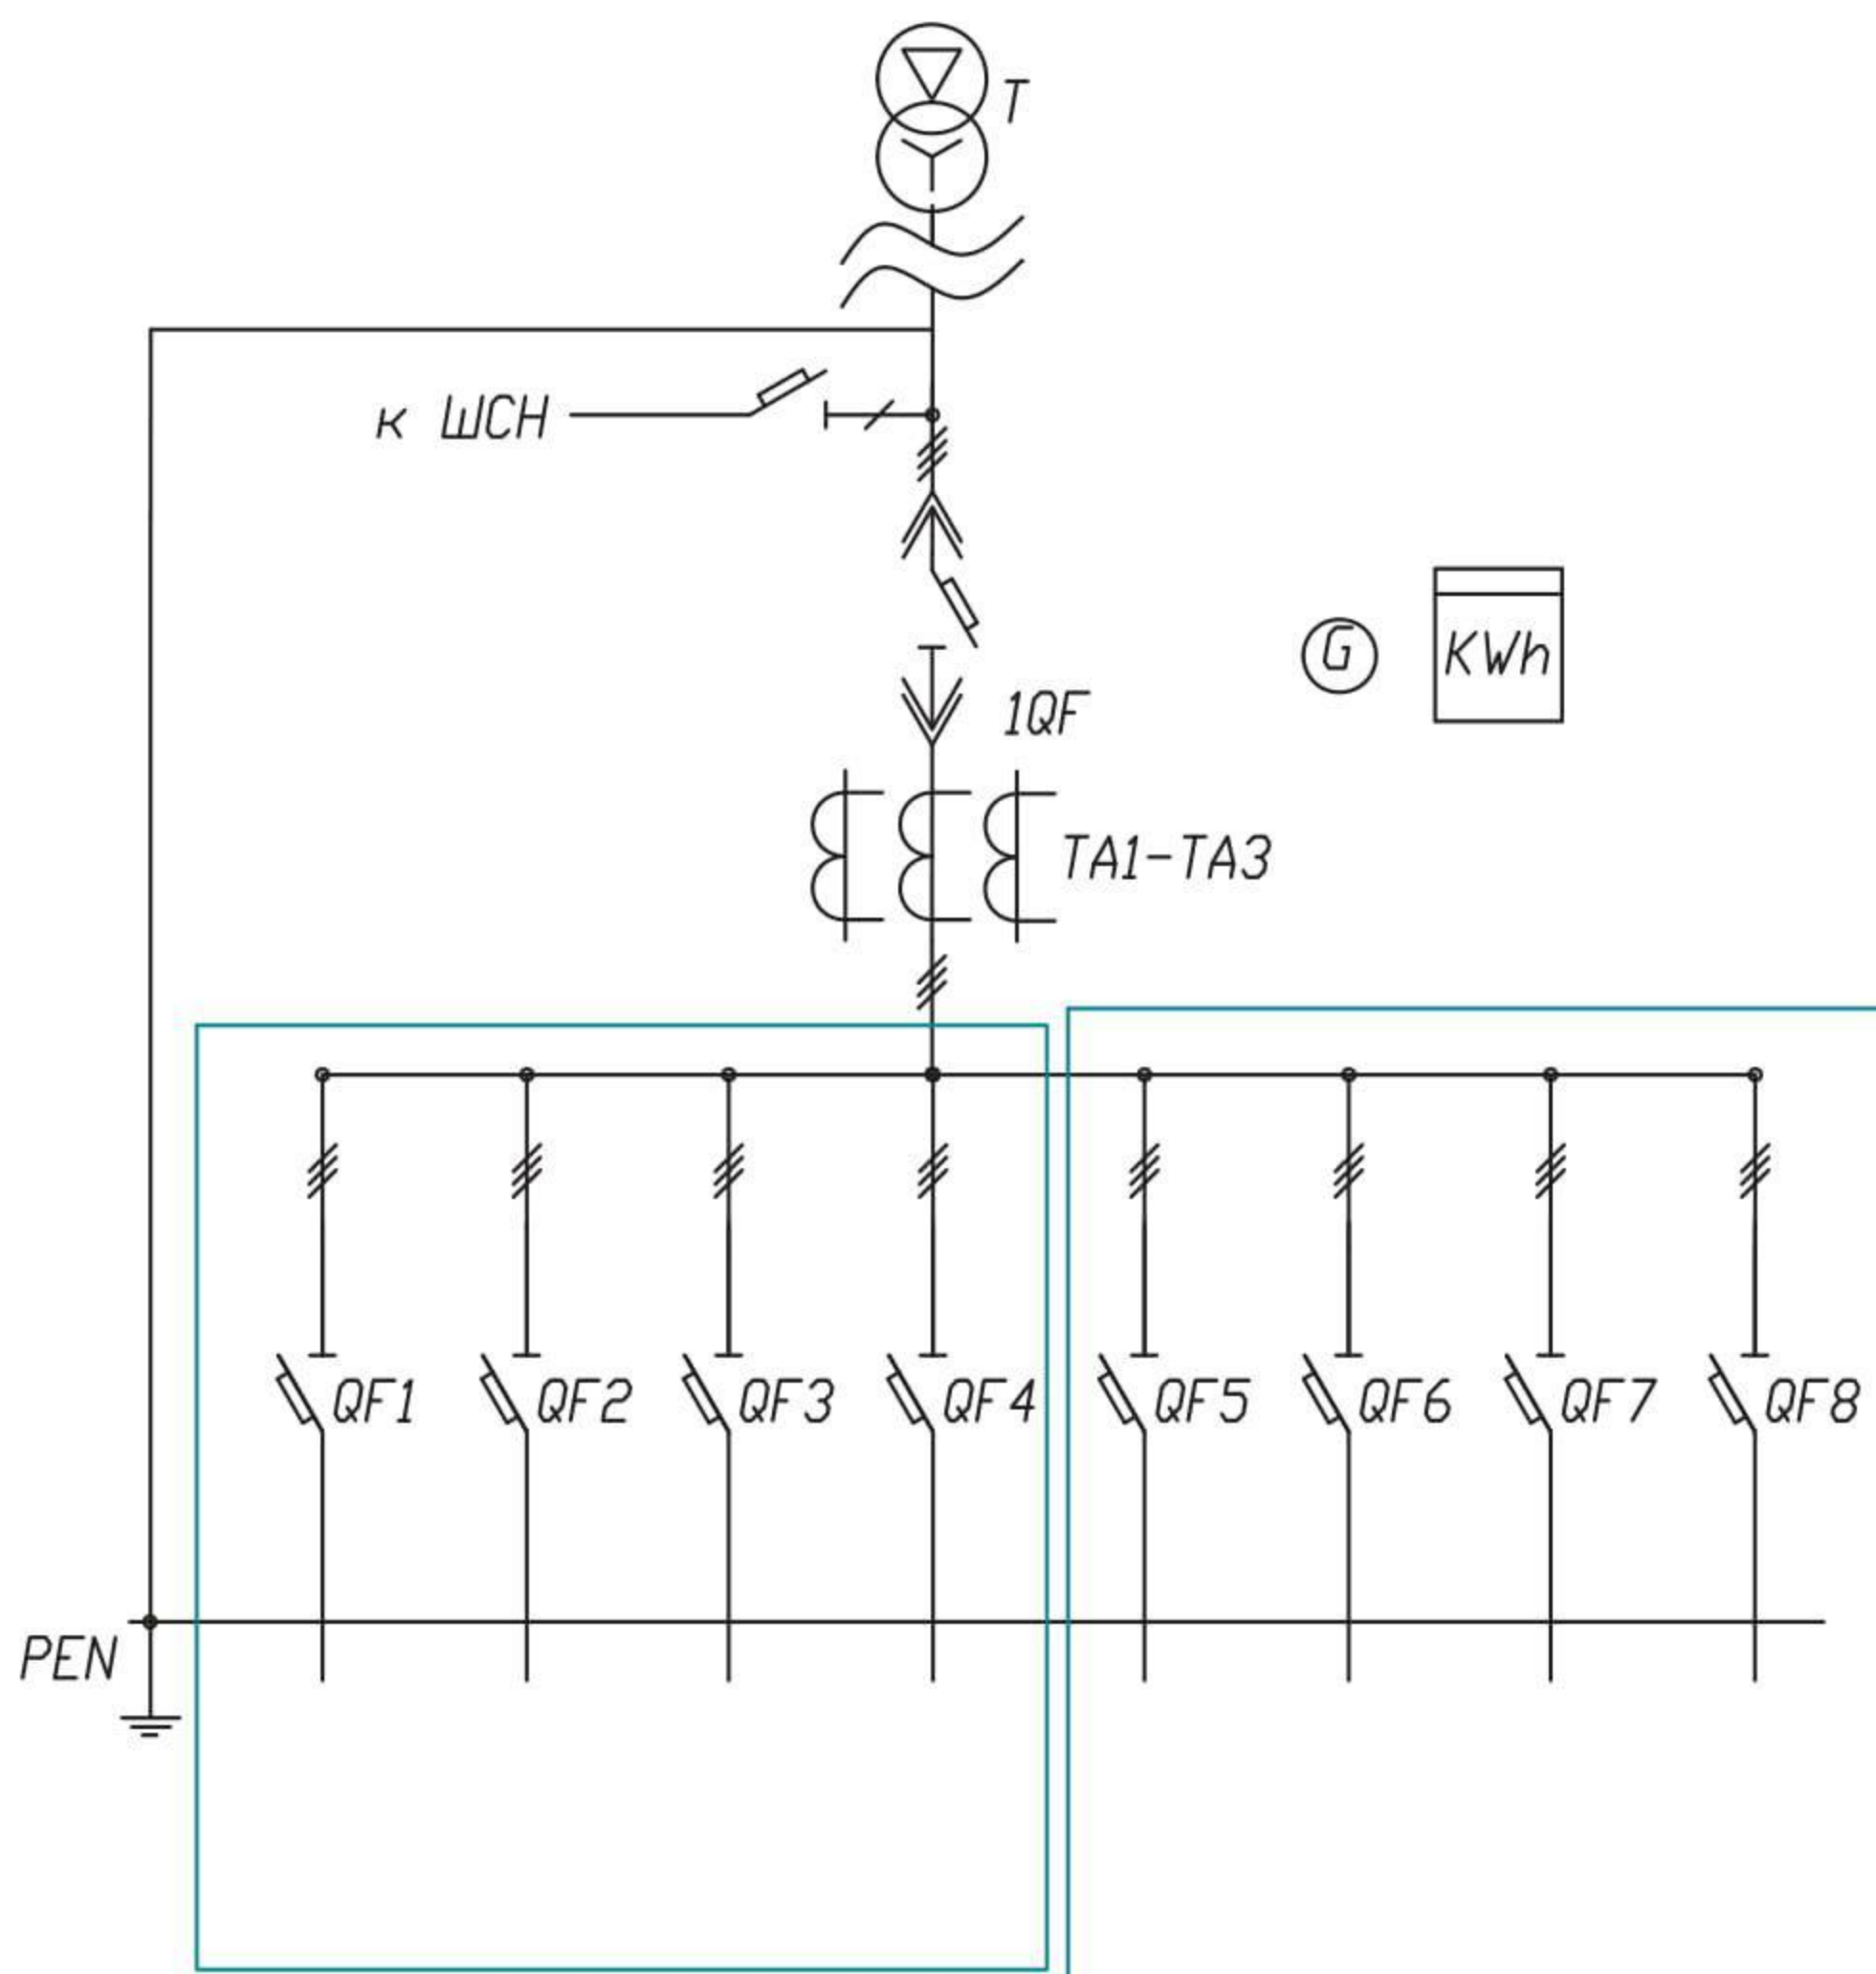 T
к ШСН
G
KWh
1QF
TA1-TA3
QF1 QF2 QF3 QF4 QF5 QF6 QF7 QF8
PEN